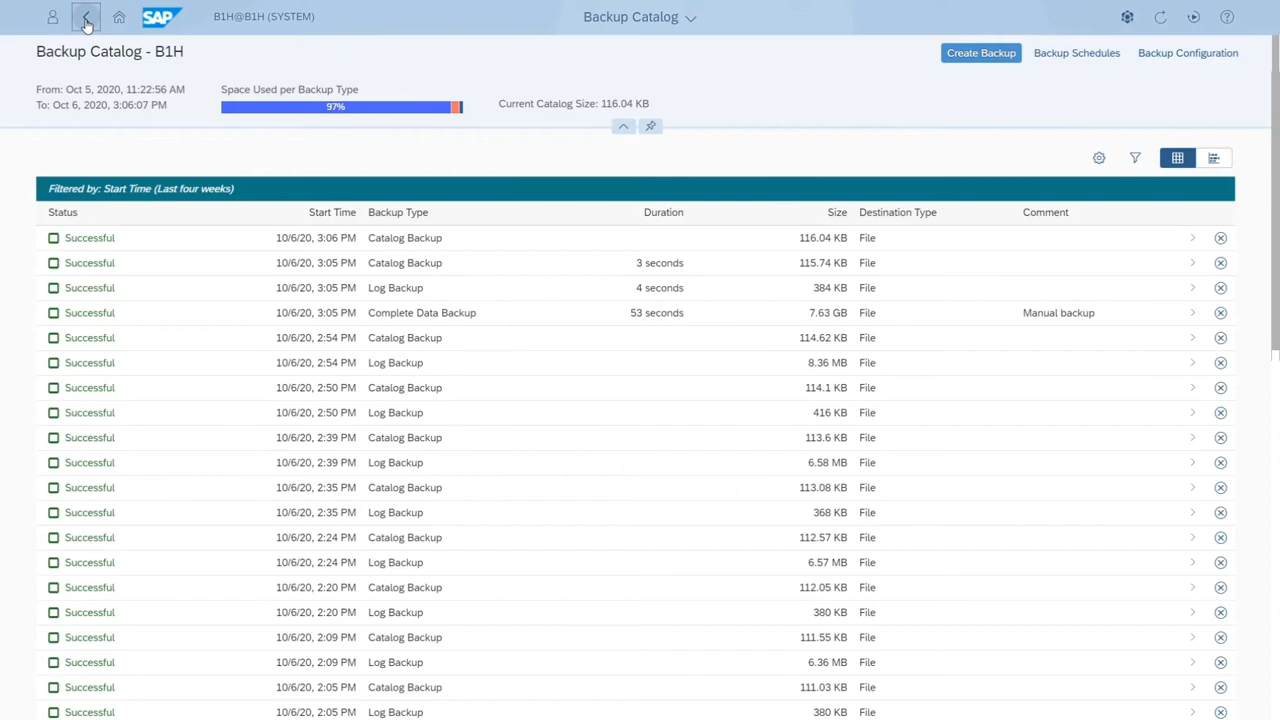 SAP B1H@B1H (SYSTEM) Backup Catalog
Backup Catalog - B1H Create Backup Backup Schedules Backup Configuration
From: Oct 5, 2020, 11:22:56 AM Space Used per Backup Type
To: Oct 6, 2020, 3:06:07 PM 97% Current Catalog Size: 116.04 KB
Filtered by: Start Time (Last four weeks)
Status Start Time Backup Type Duration Size Destination Type Comment
Successful 10/6/20, 3:06 PM Catalog Backup 116.04 KB File
Successful 10/6/20, 3:05 PM Catalog Backup 3 seconds 115.74 KB File
Successful 10/6/20, 3:05 PM Log Backup 4 seconds 384 KB File
Successful 10/6/20, 3:05 PM Complete Data Backup 53 seconds 7.63 GB File Manual backup
Successful 10/6/20, 2:54 PM Catalog Backup 114.62 KB File
Successful 10/6/20, 2:54 PM Log Backup 8.36 MB File
Successful 10/6/20, 2:50 PM Catalog Backup 114.1 KB File
Successful 10/6/20, 2:50 PM Log Backup 416 KB File
Successful 10/6/20, 2:39 PM Catalog Backup 113.6 KB File
Successful 10/6/20, 2:39 PM Log Backup 6.58 MB File
Successful 10/6/20, 2:35 PM Catalog Backup 113.08 KB File
Successful 10/6/20, 2:35 PM Log Backup 368 KB File
Successful 10/6/20, 2:24 PM Catalog Backup 112.57 KB File
Successful 10/6/20, 2:24 PM Log Backup 6.57 MB File
Successful 10/6/20, 2:20 PM Catalog Backup 112.05 KB File
Successful 10/6/20, 2:20 PM Log Backup 380 KB File
Successful 10/6/20, 2:09 PM Catalog Backup 111.55 KB File
Successful 10/6/20, 2:09 PM Log Backup 6.36 MB File
Successful 10/6/20, 2:05 PM Catalog Backup 111.03 KB File
Successful 10/6/20, 2:05 PM Log Backup 380 KB File